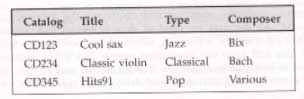 Catalog Title Type Composer
CD123 Cool sax Jazz Bix
CD234 Classic violin Classical Bach
CD345 Hits91 Pop Various